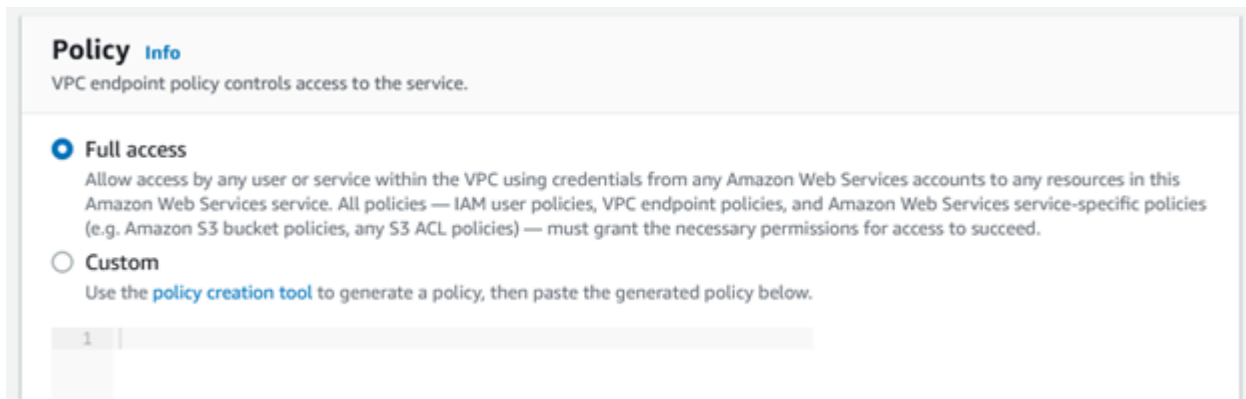 Policy Info
VPC endpoint policy controls access to the service.
Full access
Allow access by any user or service within the VPC using credentials from any Amazon Web Services accounts to any resources in this
Amazon Web Services service. All policies — IAM user policies, VPC endpoint policies, and Amazon Web Services service-specific policies
(e.g. Amazon S3 bucket policies, any S3 ACL policies) — must grant the necessary permissions for access to succeed.
Custom
Use the policy creation tool to generate a policy, then paste the generated policy below.
1